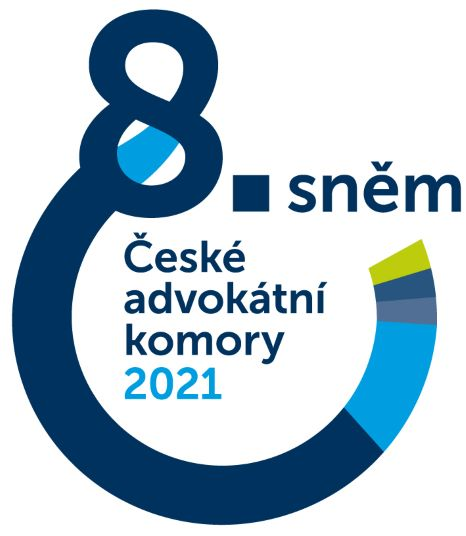 8. sněm
České
advokátní
komory
2021